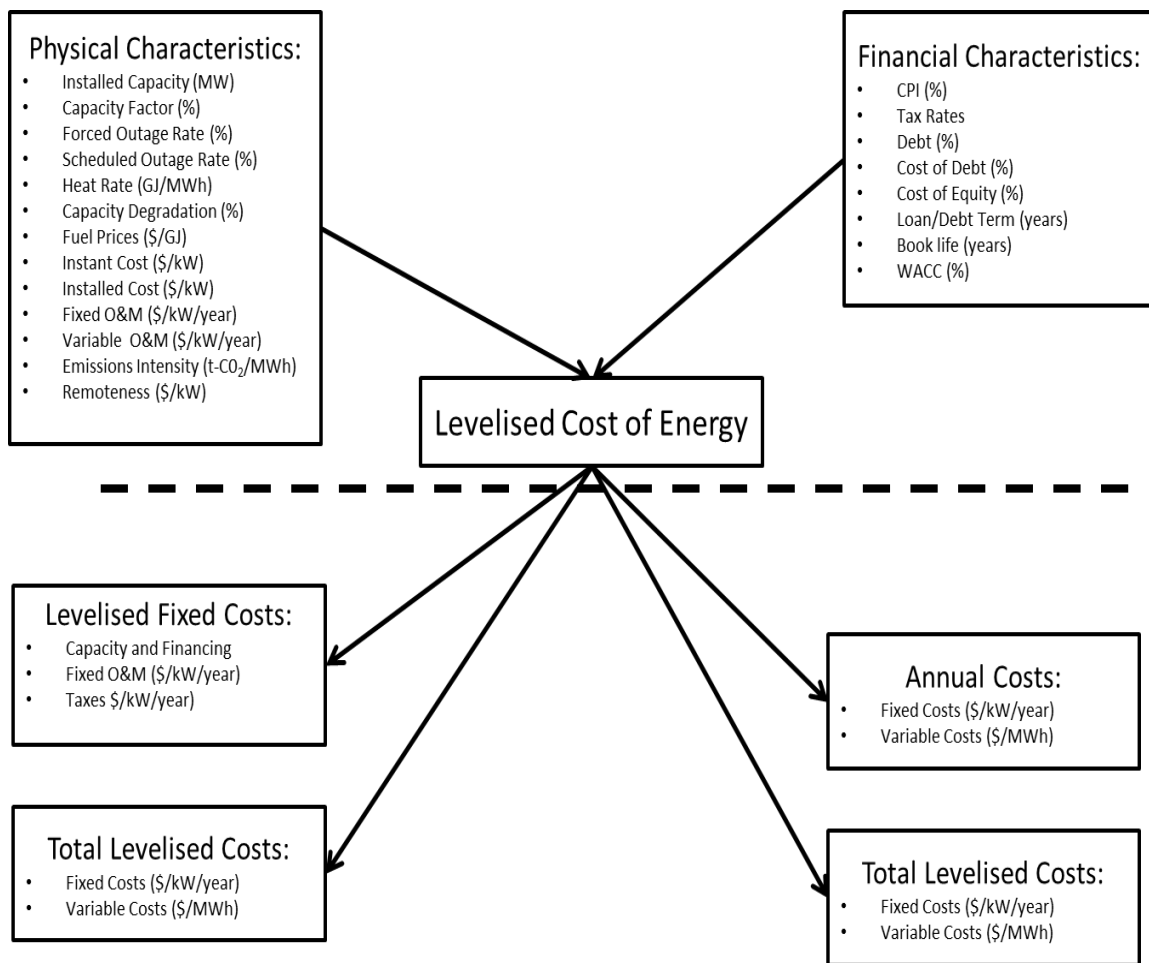 Physical Characteristics:
• Installed Capacity (MW)
• Capacity Factor (%)
• Forced Outage Rate (%)
• Scheduled Outage Rate (%)
• Heat Rate (GJ/MWh)
• Capacity Degradation (%)
• Fuel Prices ($/GJ)
• Instant Cost ($/kW)
• Installed Cost ($/kW)
• Fixed O&M ($/kW/year)
• Variable O&M ($/kW/year)
• Emissions Intensity (t-C0₂/MWh)
• Remoteness ($/kW)
Financial Characteristics:
• CPI (%)
• Tax Rates
• Debt (%)
• Cost of Debt (%)
• Cost of Equity (%)
• Loan/Debt Term (years)
• Book life (years)
• WACC (%)
Levelised Cost of Energy
Levelised Fixed Costs:
• Capacity and Financing
• Fixed O&M ($/kW/year)
• Taxes $/kW/year)
Annual Costs:
• Fixed Costs ($/kW/year)
• Variable Costs ($/MWh)
Total Levelised Costs:
• Fixed Costs ($/kW/year)
• Variable Costs ($/MWh)
Total Levelised Costs:
• Fixed Costs ($/kW/year)
• Variable Costs ($/MWh)